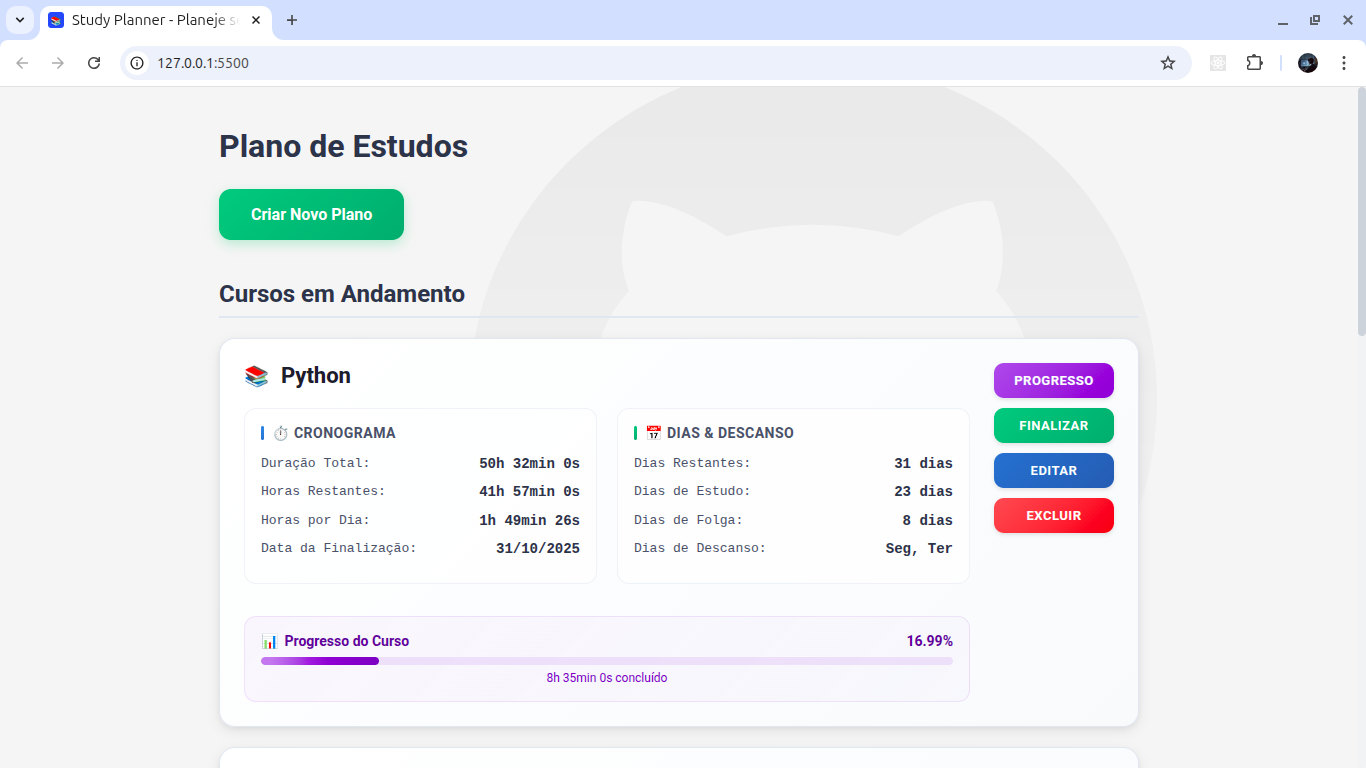 Study Planner - Planeje s
127.0.0.1:5500
Plano de Estudos
Criar Novo Plano
Cursos em Andamento
📚 Python
⏱️ CRONOGRAMA
Duração Total: 50h 32min 0s
Horas Restantes: 41h 57min 0s
Horas por Dia: 1h 49min 26s
Data da Finalização: 31/10/2025
📅 DIAS & DESCANSO
Dias Restantes: 31 dias
Dias de Estudo: 23 dias
Dias de Folga: 8 dias
Dias de Descanso: Seg, Ter
PROGRESSO
FINALIZAR
EDITAR
EXCLUIR
📊 Progresso do Curso 16.99%
8h 35min 0s concluído